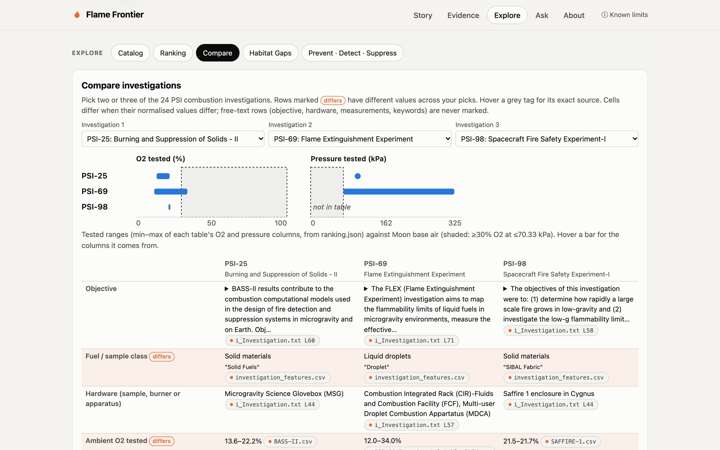 Flame Frontier
Story Evidence Explore Ask About ⓘ Known limits
EXPLORE Catalog Ranking Compare Habitat Gaps Prevent · Detect · Suppress
Compare investigations
Pick two or three of the 24 PSI combustion investigations. Rows marked differs have different values across your picks. Hover a grey tag for its exact source. Cells
differ when their normalised values differ; free-text rows (objective, hardware, measurements, keywords) are never marked.
Investigation 1 Investigation 2 Investigation 3
PSI-25: Burning and Suppression of Solids - II PSI-69: Flame Extinguishment Experiment PSI-98: Spacecraft Fire Safety Experiment-I
O2 tested (%) Pressure tested (kPa)
PSI-25
PSI-69
PSI-98 not in table
0 50 100 0 162 325
Tested ranges (min–max of each table's O2 and pressure columns, from ranking.json) against Moon base air (shaded: ≥30% O2 at ≤70.33 kPa). Hover a bar for the
columns it comes from.
PSI-25 PSI-69 PSI-98
Burning and Suppression of Solids - II Flame Extinguishment Experiment Spacecraft Fire Safety Experiment-I
Objective
▶ BASS-II results contribute to the
combustion computational models used
in the design of fire detection and
suppression systems in microgravity and
on Earth. Obj...
i_Investigation.txt L60
▶ The FLEX (Flame Extinguishment
Experiment) investigation aims to map
the flammability limits of liquid fuels in
microgravity environments, measure the
effective...
i_Investigation.txt L71
▶ The objectives of this investigation
were to: (1) determine how rapidly a large
scale fire grows in low-gravity and (2)
investigate the low-g flammability limit...
i_Investigation.txt L58
Fuel / sample class differs
Solid materials
"Solid Fuels"
investigation_features.csv
Liquid droplets
"Droplet"
investigation_features.csv
Solid materials
"SIBAL Fabric"
investigation_features.csv
Hardware (sample, burner or
apparatus)
Microgravity Science Glovebox (MSG)
i_Investigation.txt L44
Combustion Integrated Rack (CIR)-Fluids
and Combustion Facility (FCF), Multi-user
Droplet Combustion Appartatus (MDCA)
i_Investigation.txt L57
Saffire 1 enclosure in Cygnus
i_Investigation.txt L44
Ambient O2 tested differs
13.6–22.2% BASS-II.csv
12.0–34.0%
21.5–21.7% SAFFIRE-1.csv